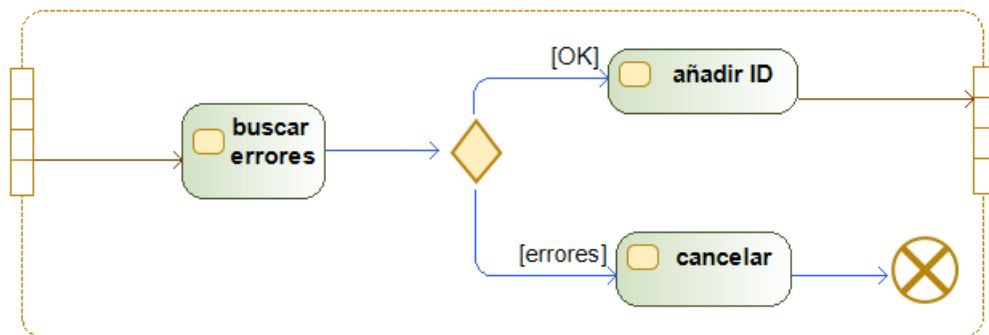 [OK]
añadir ID
buscar
errores
[errores]
cancelar